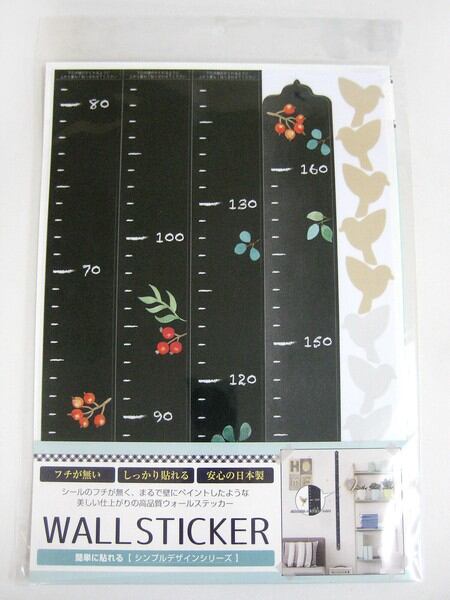 80
70
100
90
130
120
160
150
フチが無い
しっかり貼れる
安心の日本製
シールのフチが無く、まるで壁にペイントしたような
美しい仕上がりの高品質ウォールステッカー
WALLSTICKER
簡単に貼れる【シンプルデザインシリーズ】